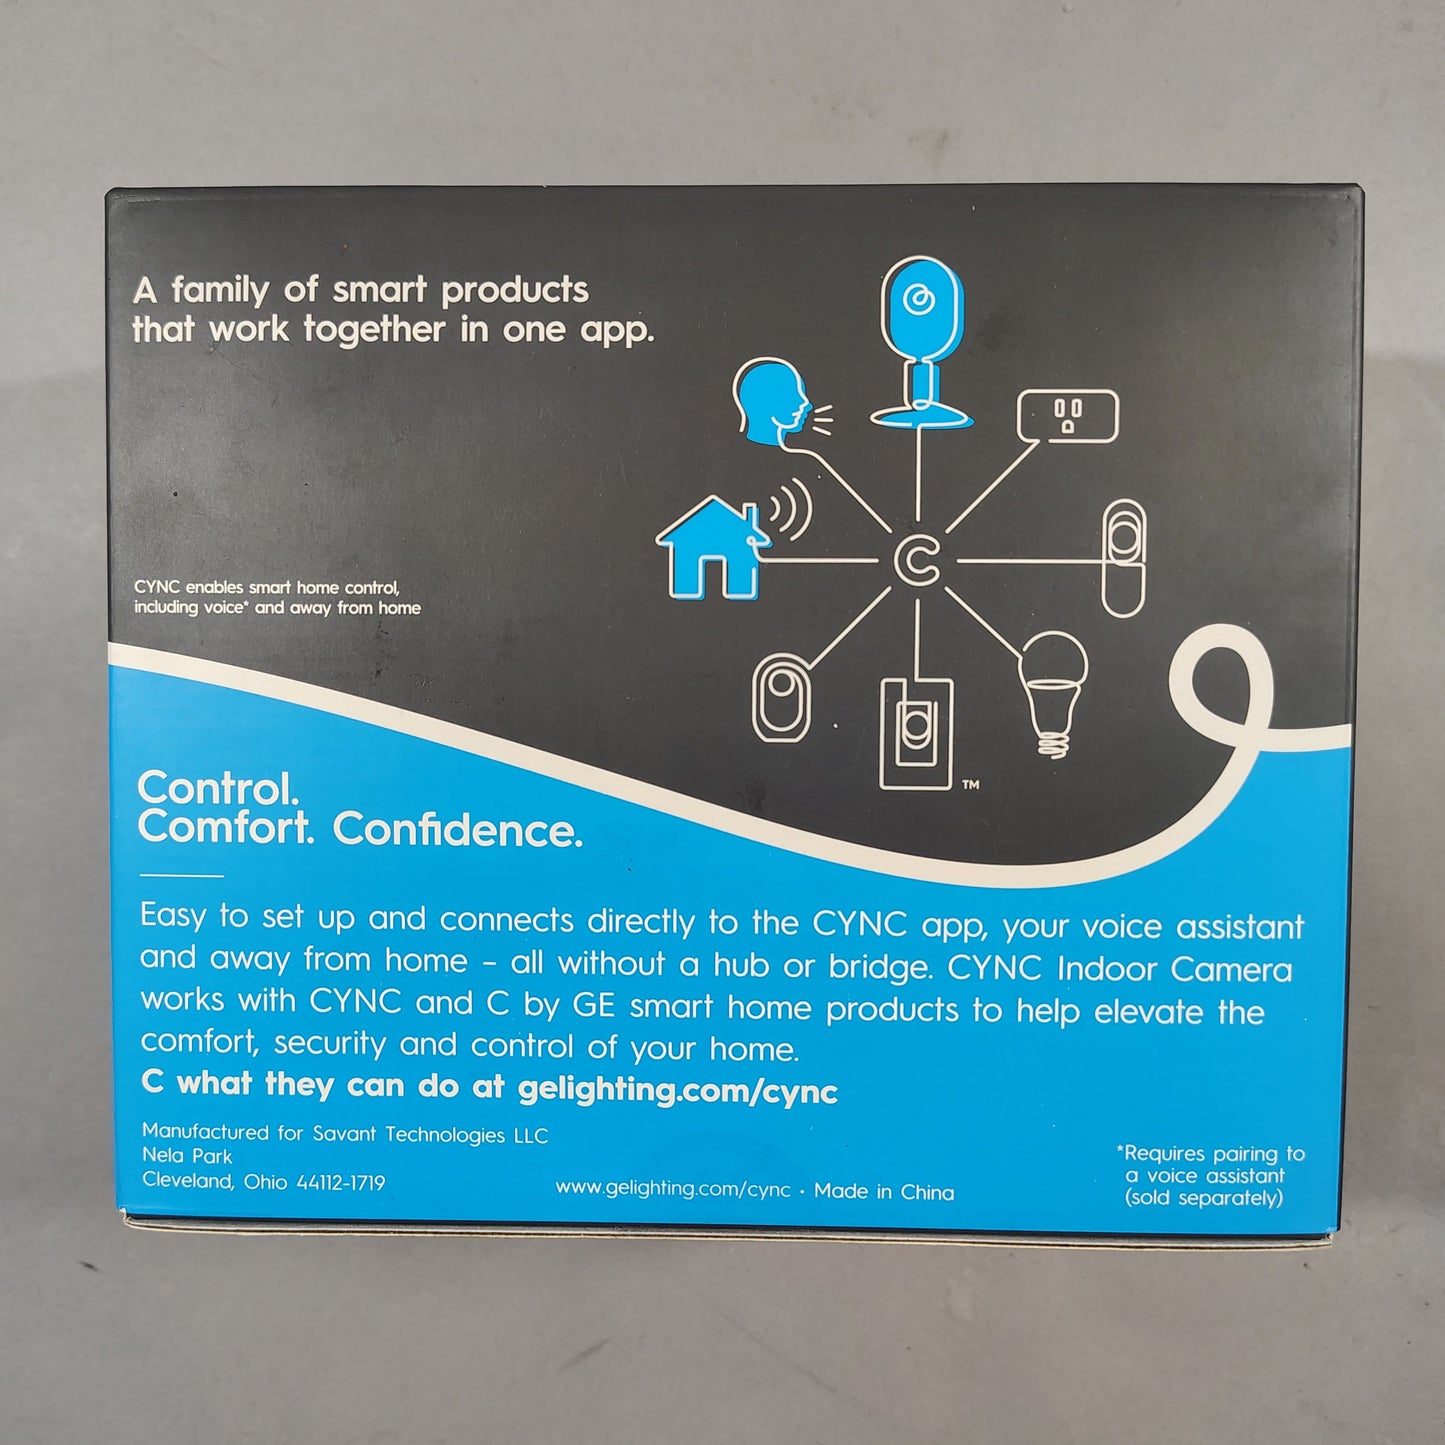 A family of smart products
that work together in one app.
CYNC enables smart home control,
including voice* and away from home
C
TM
Control.
Comfort. Confidence.
Easy to set up and connects directly to the CYNC app, your voice assistant
and away from home – all without a hub or bridge. CYNC Indoor Camera
works with CYNC and C by GE smart home products to help elevate the
comfort, security and control of your home.
C what they can do at gelighting.com/cync
Manufactured for Savant Technologies LLC
Nela Park
Cleveland, Ohio 44112-1719
www.gelighting.com/cync • Made in China
*Requires pairing to
a voice assistant
(sold separately)